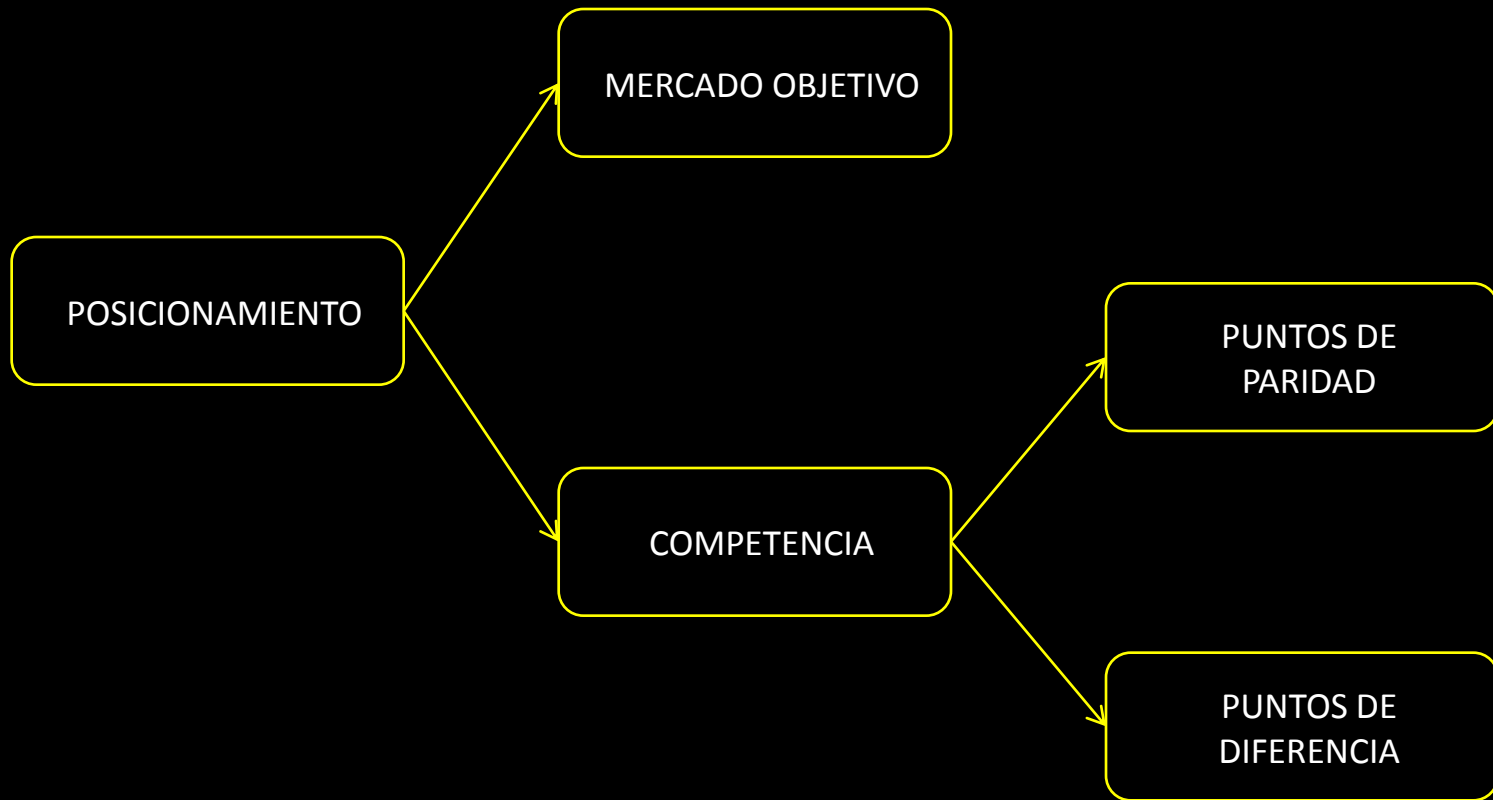 MERCADO OBJETIVO
POSICIONAMIENTO
PUNTOS DE
PARIDAD
COMPETENCIA
PUNTOS DE
DIFERENCIA